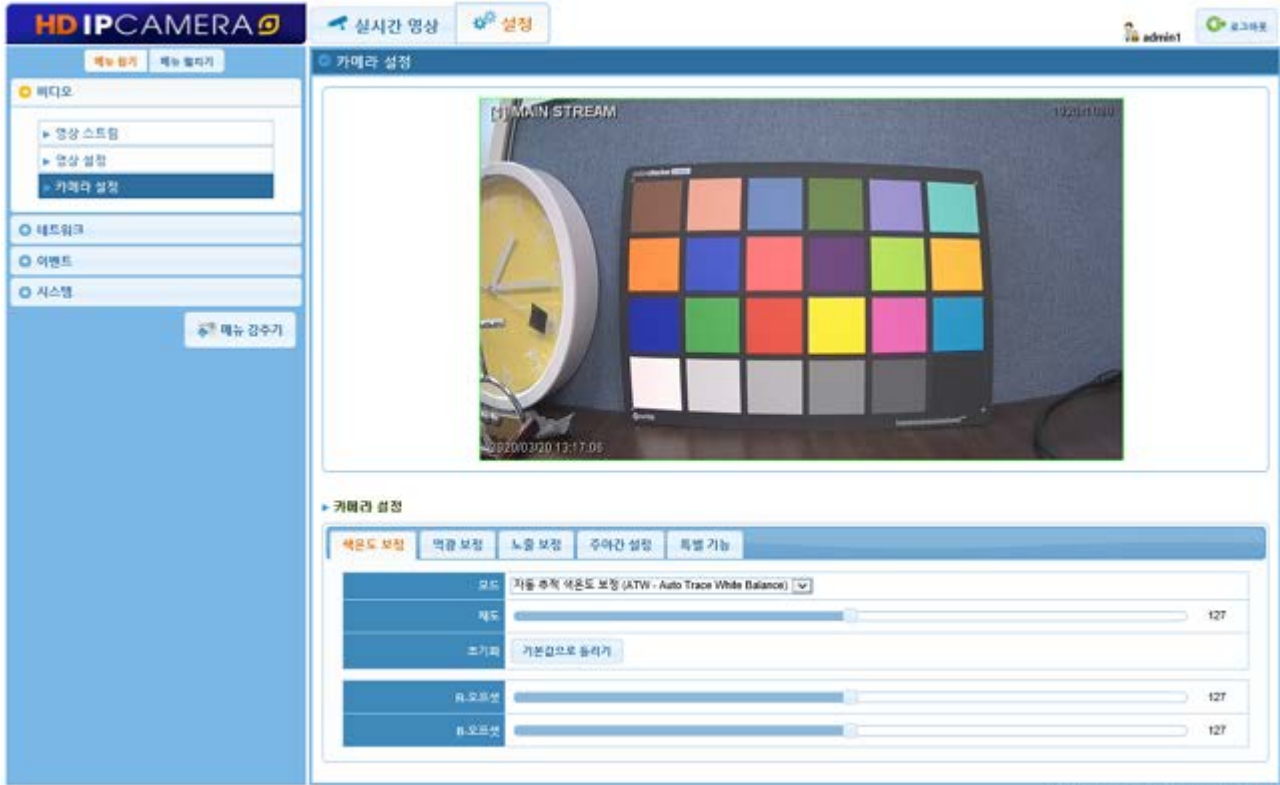 HD IPCAMERA
실시간 영상
설정
admin1
로그아웃
메뉴 접기
메뉴 펼치기
카메라 설정
비디오
영상 스트림
영상 설정
카메라 설정
네트워크
이벤트
시스템
메뉴 감추기
[1] MAIN STREAM
1920x1080
2020/03/20 13:17:06
카메라 설정
색온도 보정
역광 보정
노출 보정
주야간 설정
특별 기능
모드
자동 추적 색온도 보정 (ATW - Auto Trace White Balance)
채도
127
초기화
기본값으로 돌리기
R-오프셋
127
B-오프셋
127